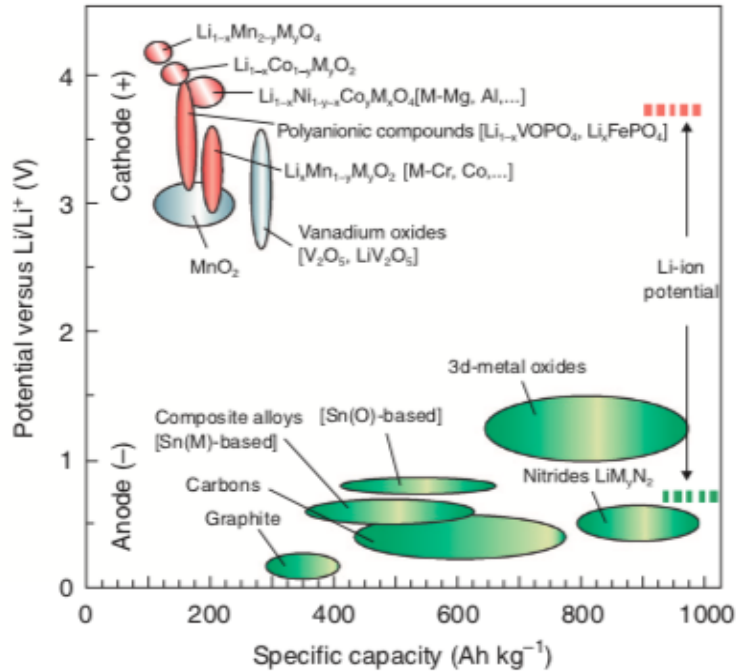 Potential versus Li/Li⁺ (V)
Cathode (+)
Anode (–)
4
3
2
1
0
Li₁₋ₓMn₂₋yMyO₄
Li₁₋ₓCo₁₋yMyO₂
Li₁₋ₓNi₁₋y₋ₓCoyMₓO₄[M-Mg, Al,...]
Polyanionic compounds [Li₁₋ₓVOPO₄, LiₓFePO₄]
LiₓMn₁₋yMyO₂ [M-Cr, Co,...]
Vanadium oxides
[V₂O₅, LiV₂O₅]
MnO₂
Li-ion
potential
3d-metal oxides
[Sn(O)-based]
Composite alloys
[Sn(M)-based]
Nitrides LiMyN₂
Carbons
Graphite
0 200 400 600 800 1000
Specific capacity (Ah kg⁻¹)